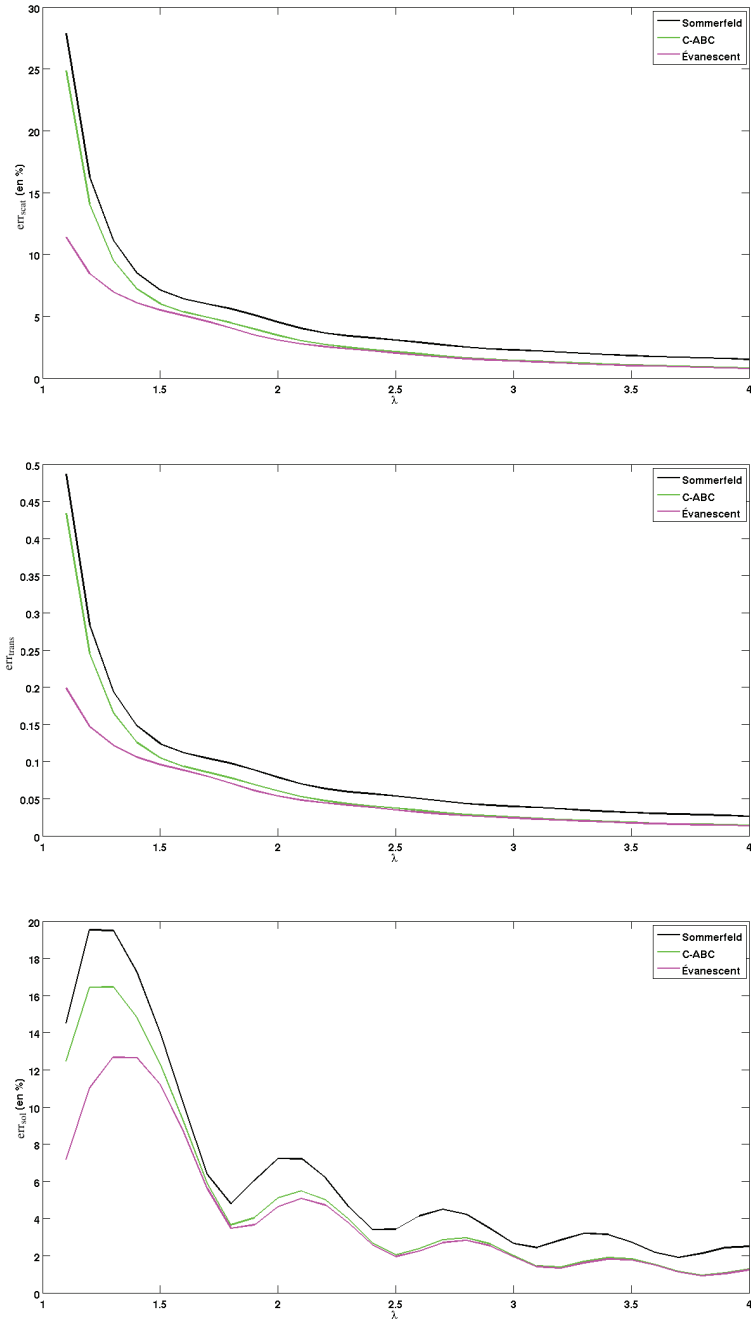 30
25
20
15
10
5
0
err_scat (en %)
1 1.5 2 2.5 3 3.5 4
λ
Sommerfeld
C-ABC
Évanescent
0.5
0.45
0.4
0.35
0.3
0.25
0.2
0.15
0.1
0.05
0
err_trans
1 1.5 2 2.5 3 3.5 4
λ
Sommerfeld
C-ABC
Évanescent
20
18
16
14
12
10
8
6
4
2
0
err_sol (en %)
1 1.5 2 2.5 3 3.5 4
λ
Sommerfeld
C-ABC
Évanescent